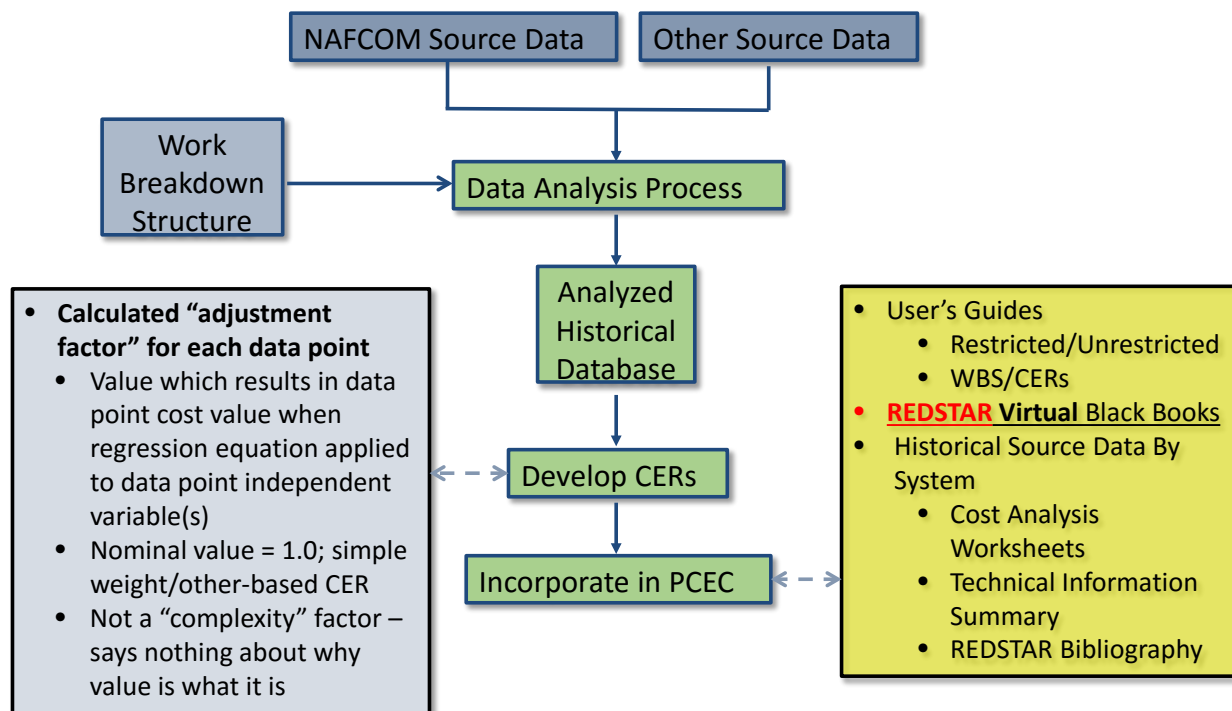 NAFCOM Source Data
Other Source Data
Work
Breakdown
Structure
Data Analysis Process
Analyzed
Historical
Database
Develop CERs
Incorporate in PCEC
• Calculated “adjustment
factor” for each data point
• Value which results in data
point cost value when
regression equation applied
to data point independent
variable(s)
• Nominal value = 1.0; simple
weight/other-based CER
• Not a “complexity” factor –
says nothing about why
value is what it is
• User’s Guides
• Restricted/Unrestricted
• WBS/CERs
• REDSTAR Virtual Black Books
• Historical Source Data By
System
• Cost Analysis
Worksheets
• Technical Information
Summary
• REDSTAR Bibliography